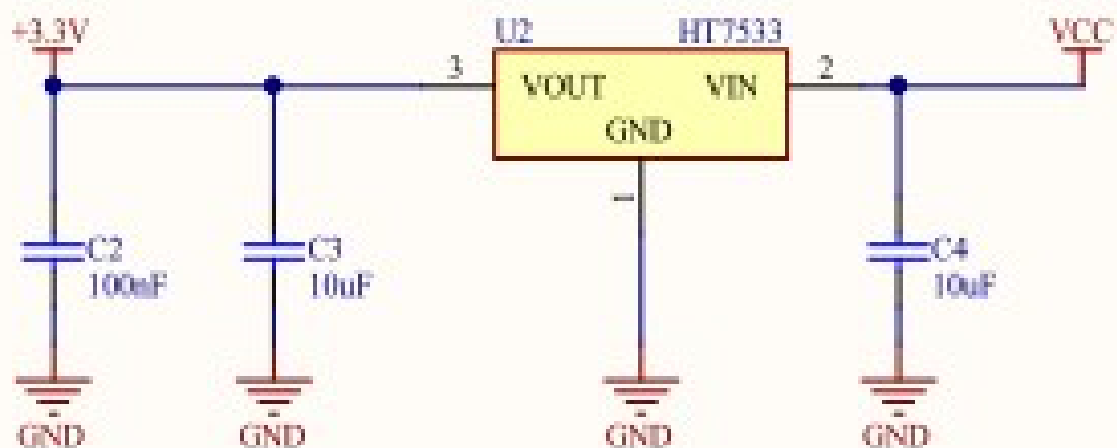 +3.3V
U2 HT7533
VCC
3 VOUT VIN 2
GND
1
C2
100nF
C3
10uF
C4
10uF
GND GND GND GND